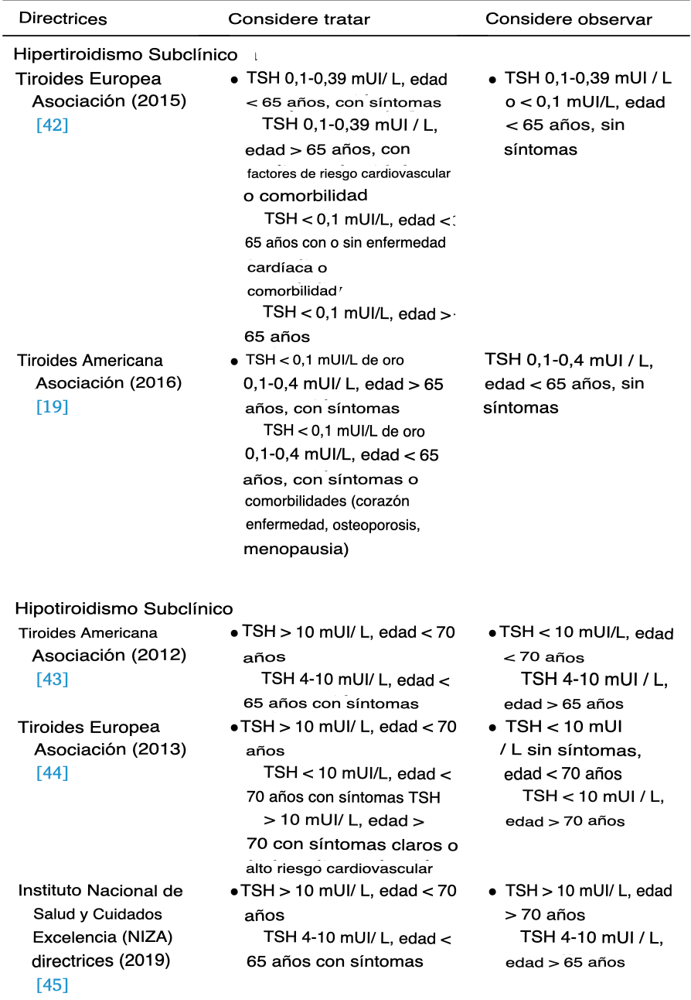 Directrices Considere tratar Considere observar
Hipertiroidismo Subclínico
Tiroides Europea
Asociación (2015)
[42]
• TSH 0,1-0,39 mUI/ L, edad
< 65 años, con síntomas
TSH 0,1-0,39 mUI / L,
edad > 65 años, con
factores de riesgo cardiovascular
o comorbilidad
TSH < 0,1 mUI/L, edad <
65 años con o sin enfermedad
cardíaca o
comorbilidad
TSH < 0,1 mUI/L, edad >
65 años
• TSH 0,1-0,39 mUI / L
o < 0,1 mUI/L, edad
< 65 años, sin
síntomas
Tiroides Americana
Asociación (2016)
[19]
• TSH < 0,1 mUI/L de oro
0,1-0,4 mUI/ L, edad > 65
años, con síntomas
TSH < 0,1 mUI/L de oro
0,1-0,4 mUI/L, edad < 65
años, con síntomas o
comorbilidades (corazón
enfermedad, osteoporosis,
menopausia)
TSH 0,1-0,4 mUI / L,
edad < 65 años, sin
síntomas
Hipotiroidismo Subclínico
Tiroides Americana
Asociación (2012)
[43]
• TSH > 10 mUI/ L, edad < 70
años
TSH 4-10 mUI/ L, edad <
65 años con síntomas
• TSH < 10 mUI/L, edad
< 70 años
TSH 4-10 mUI / L,
edad > 65 años
Tiroides Europea
Asociación (2013)
[44]
• TSH > 10 mUI/ L, edad < 70
años
TSH < 10 mUI/L, edad <
70 años con síntomas TSH
> 10 mUI/ L, edad >
70 con síntomas claros o
alto riesgo cardiovascular
• TSH < 10 mUI
/ L sin síntomas,
edad < 70 años
TSH < 10 mUI / L,
edad > 70 años
Instituto Nacional de
Salud y Cuidados
Excelencia (NIZA)
directrices (2019)
[45]
• TSH > 10 mUI/ L, edad < 70
años
TSH 4-10 mUI/ L, edad <
65 años con síntomas
• TSH > 10 mUI/ L, edad
> 70 años
TSH 4-10 mUI / L,
edad > 65 años